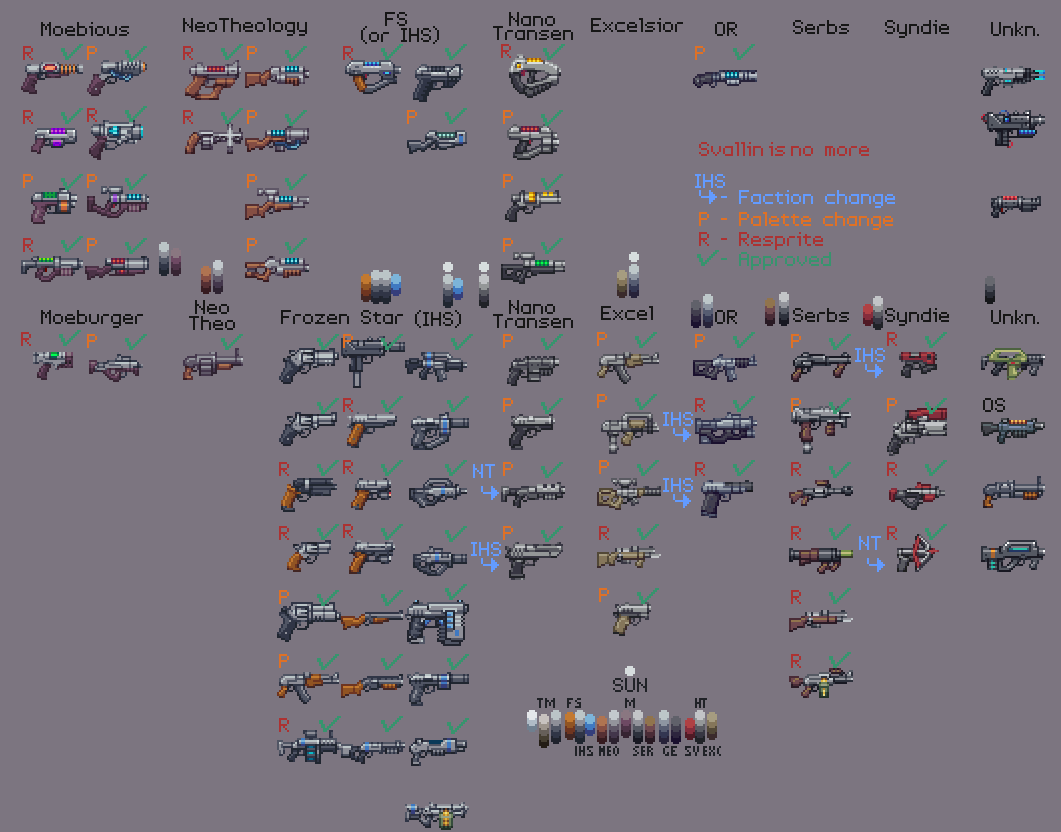 Moebious
NeoTheology
FS
(or IHS)
Nano
Transen
Excelsior
OR
Serbs
Syndie
Unkn.
R P R P R R P
R R R P P R
P P P P
R P P P
Svallin is no more
IHS
- Faction change
P - Palette change
R - Resprite
- Approved
Moeburger
Neo
Theo
Frozen Star (IHS)
Nano
Transen
Excel
OR
Serbs
Syndie
Unkn.
R P R P P P P P IHS R
R P P IHS R P P OS
R R NT P P IHS R R R
R R IHS P R R NT R
P P R
P R
R
SUN
TM FS M HT
IHS NEO SER GE SY EXC